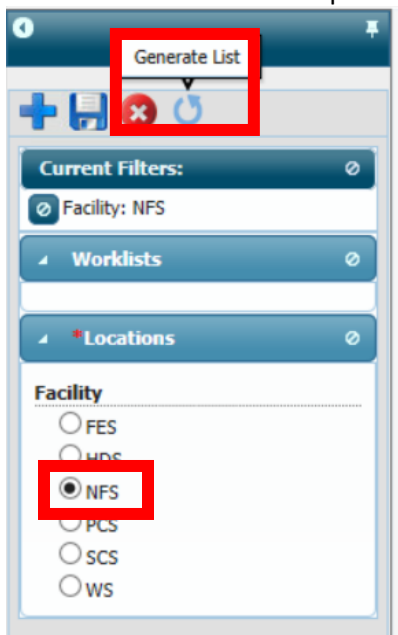 Generate List
Current Filters:
Facility: NFS
Worklists
*Locations
Facility
FES
HDS
NFS
PCS
SCS
WS